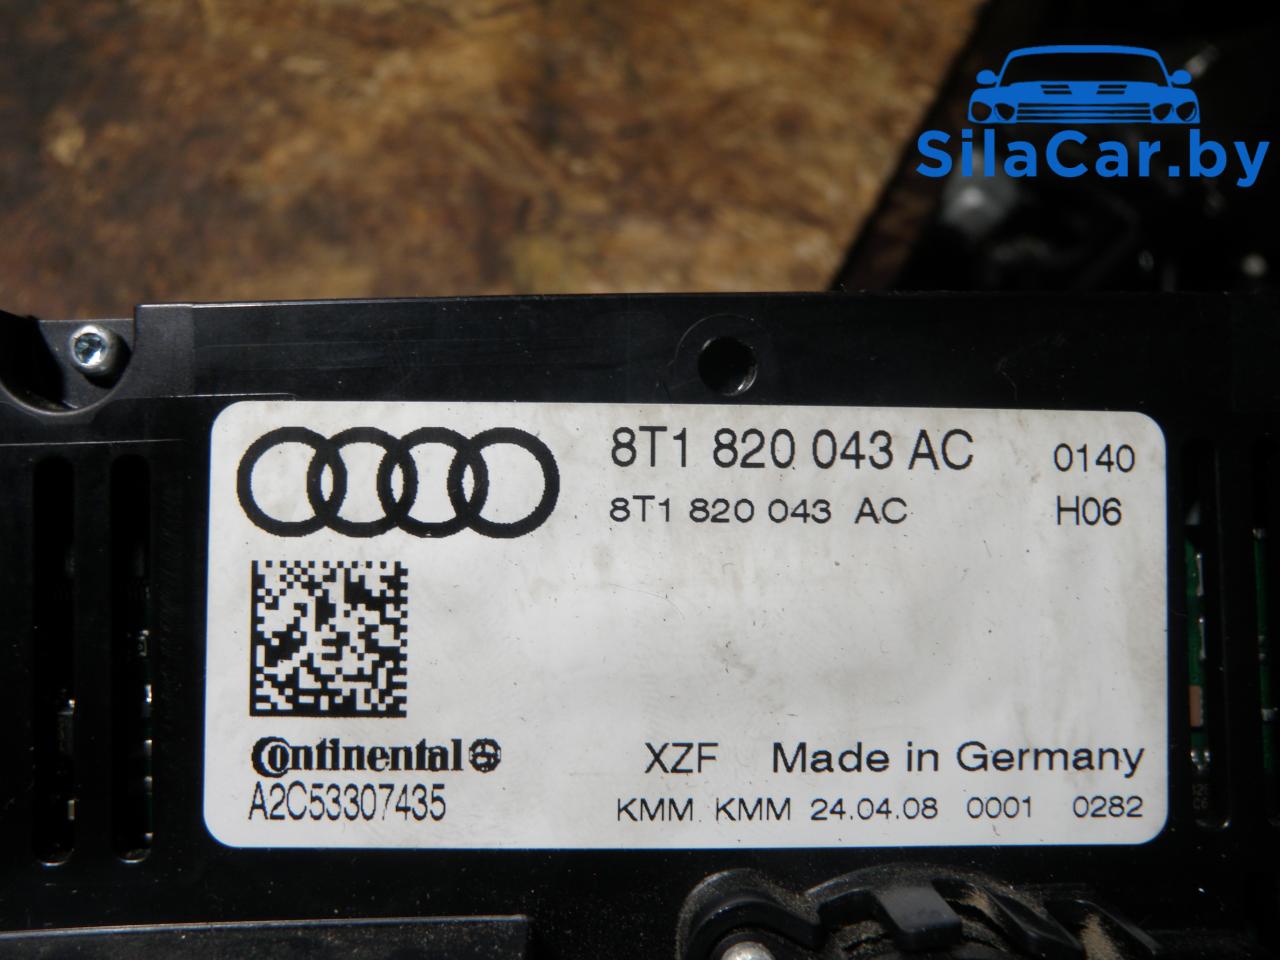 SilaCar.by
8T1 820 043 AC 0140
8T1 820 043 AC H06
Continental
A2C53307435
XZF Made in Germany
KMM KMM 24.04.08 0001 0282